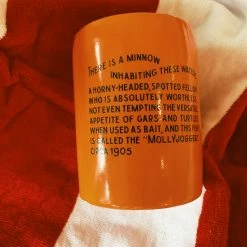 THERE IS A MINNOW
INHABITING THESE WATERS
A HORNY-HEADED, SPOTTED FELLOW
WHO IS ABSOLUTELY WORTHLESS
NOT EVEN TEMPTING THE VERSATILE
APPETITE OF GARS AND TURTLES
WHEN USED AS BAIT, AND THIS FISH
IS CALLED THE "MOLLYJOGGER"
CIRCA 1905